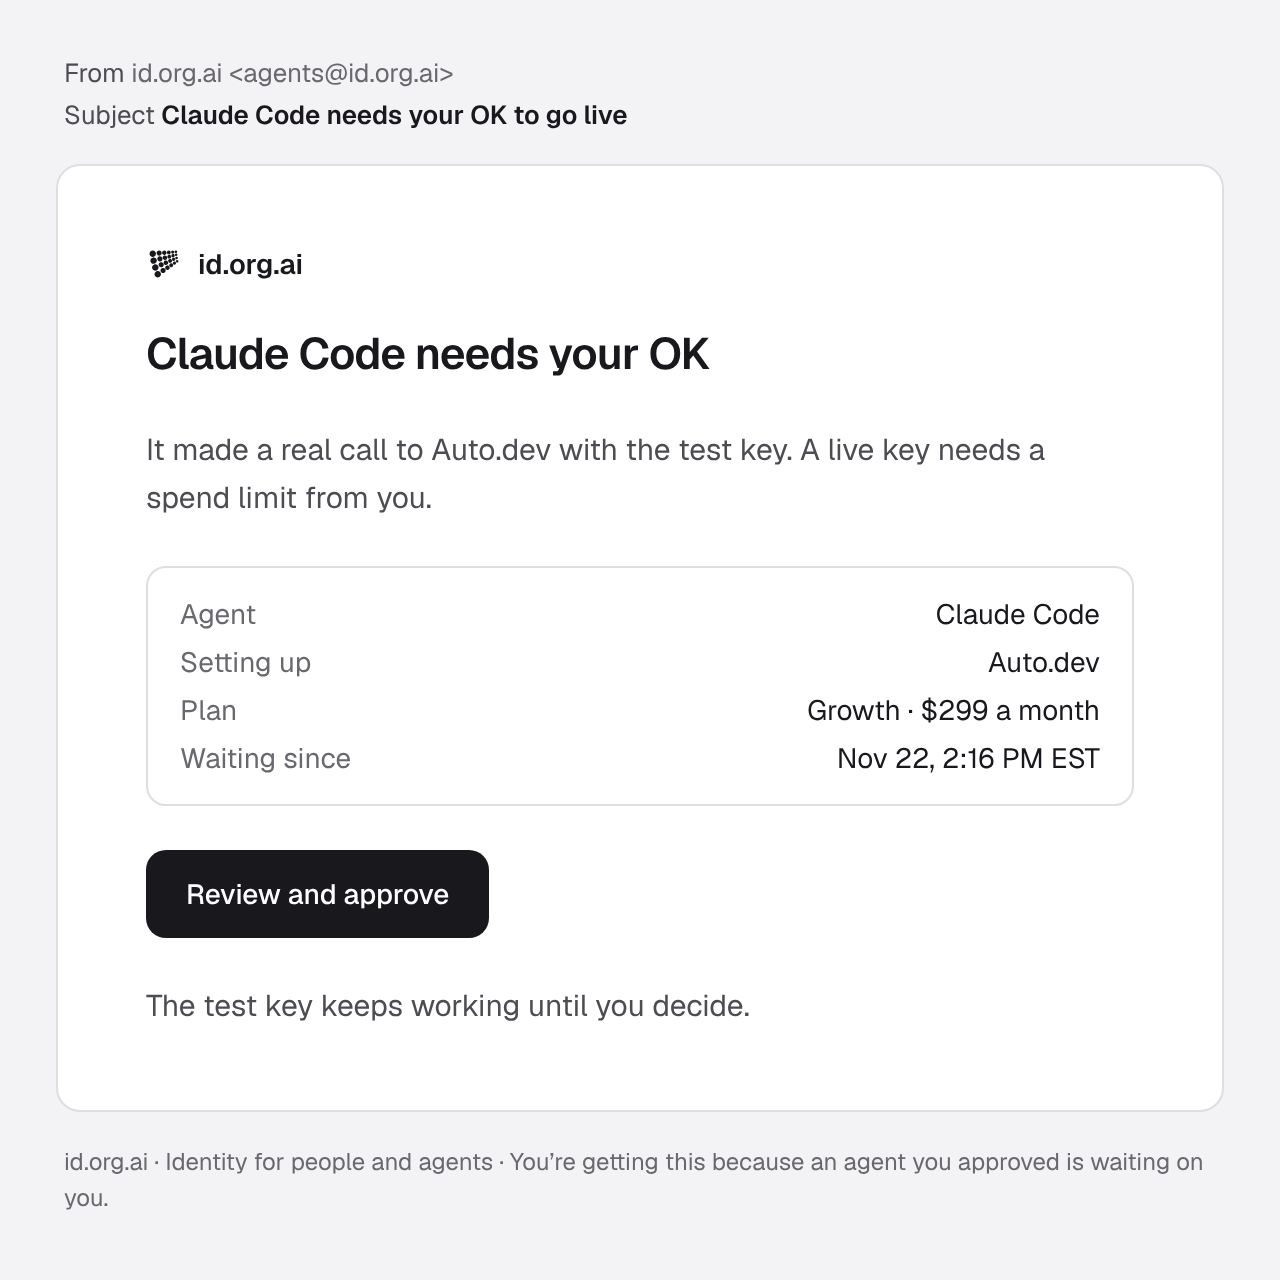 From id.org.ai <agents@id.org.ai>
Subject Claude Code needs your OK to go live
id.org.ai
Claude Code needs your OK
It made a real call to Auto.dev with the test key. A live key needs a
spend limit from you.
Agent Claude Code
Setting up Auto.dev
Plan Growth · $299 a month
Waiting since Nov 22, 2:16 PM EST
Review and approve
The test key keeps working until you decide.
id.org.ai · Identity for people and agents · You’re getting this because an agent you approved is waiting on
you.